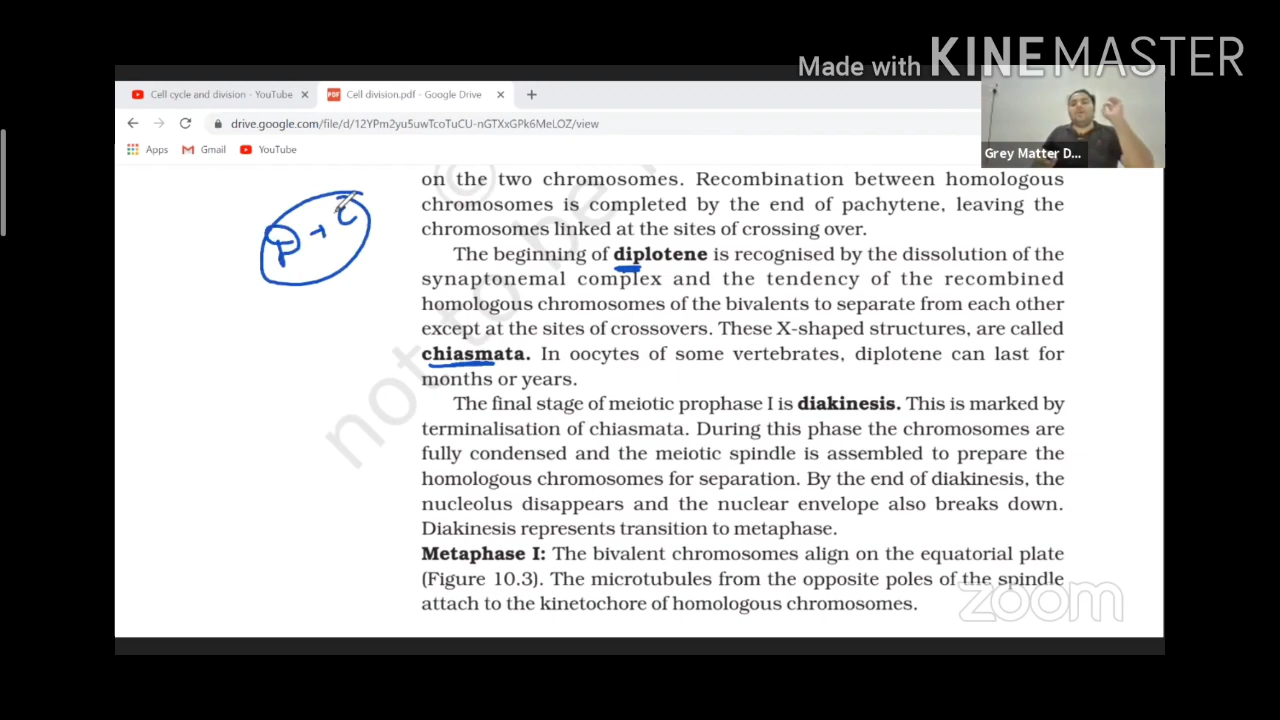 Made with KINEMASTER
Cell cycle and division - YouTube
Cell division.pdf - Google Drive
drive.google.com/file/d/12YPm2yu5uwTcoTuCU-nGTXxGPk6MeLOZ/view
Apps Gmail YouTube
Grey Matter D...
on the two chromosomes. Recombination between homologous
chromosomes is completed by the end of pachytene, leaving the
chromosomes linked at the sites of crossing over.
The beginning of diplotene is recognised by the dissolution of the
synaptonemal complex and the tendency of the recombined
homologous chromosomes of the bivalents to separate from each other
except at the sites of crossovers. These X-shaped structures, are called
chiasmata. In oocytes of some vertebrates, diplotene can last for
months or years.
The final stage of meiotic prophase I is diakinesis. This is marked by
terminalisation of chiasmata. During this phase the chromosomes are
fully condensed and the meiotic spindle is assembled to prepare the
homologous chromosomes for separation. By the end of diakinesis, the
nucleolus disappears and the nuclear envelope also breaks down.
Diakinesis represents transition to metaphase.
Metaphase I: The bivalent chromosomes align on the equatorial plate
(Figure 10.3). The microtubules from the opposite poles of the spindle
attach to the kinetochore of homologous chromosomes.
not to be
zoom